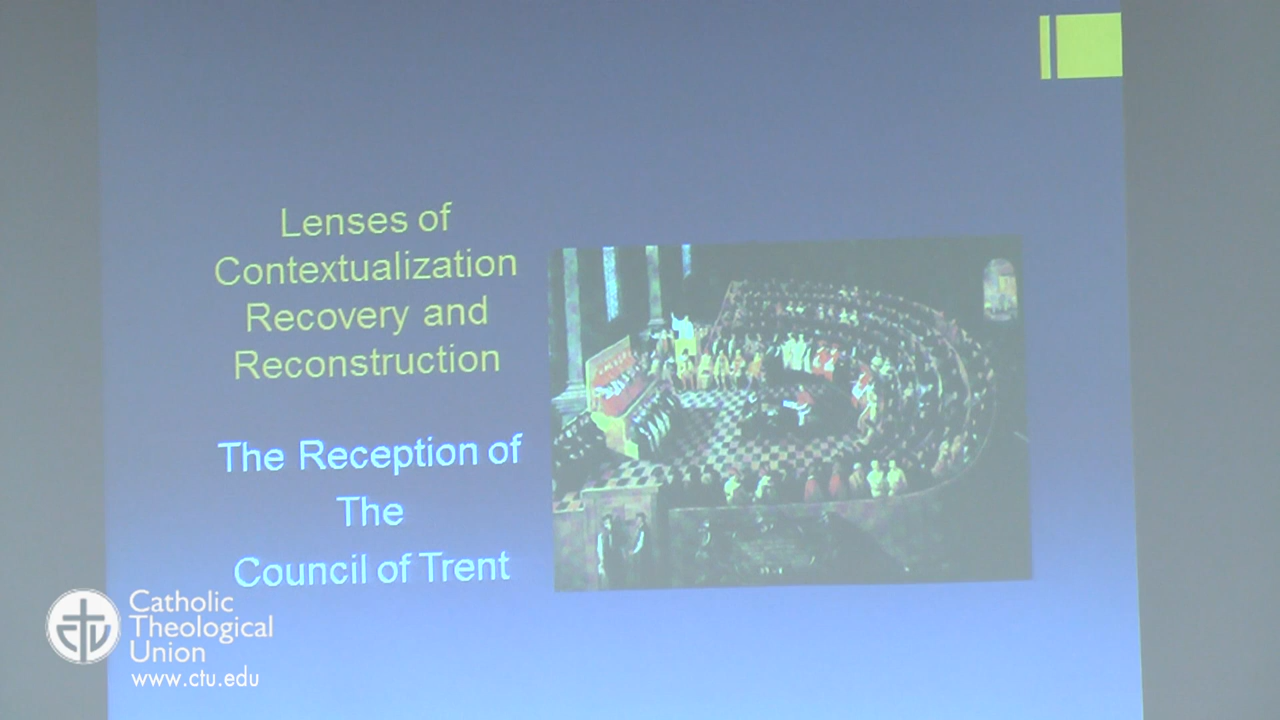 Lenses of
Contextualization
Recovery and
Reconstruction
The Reception of
The
Council of Trent
Catholic
Theological
Union
www.ctu.edu